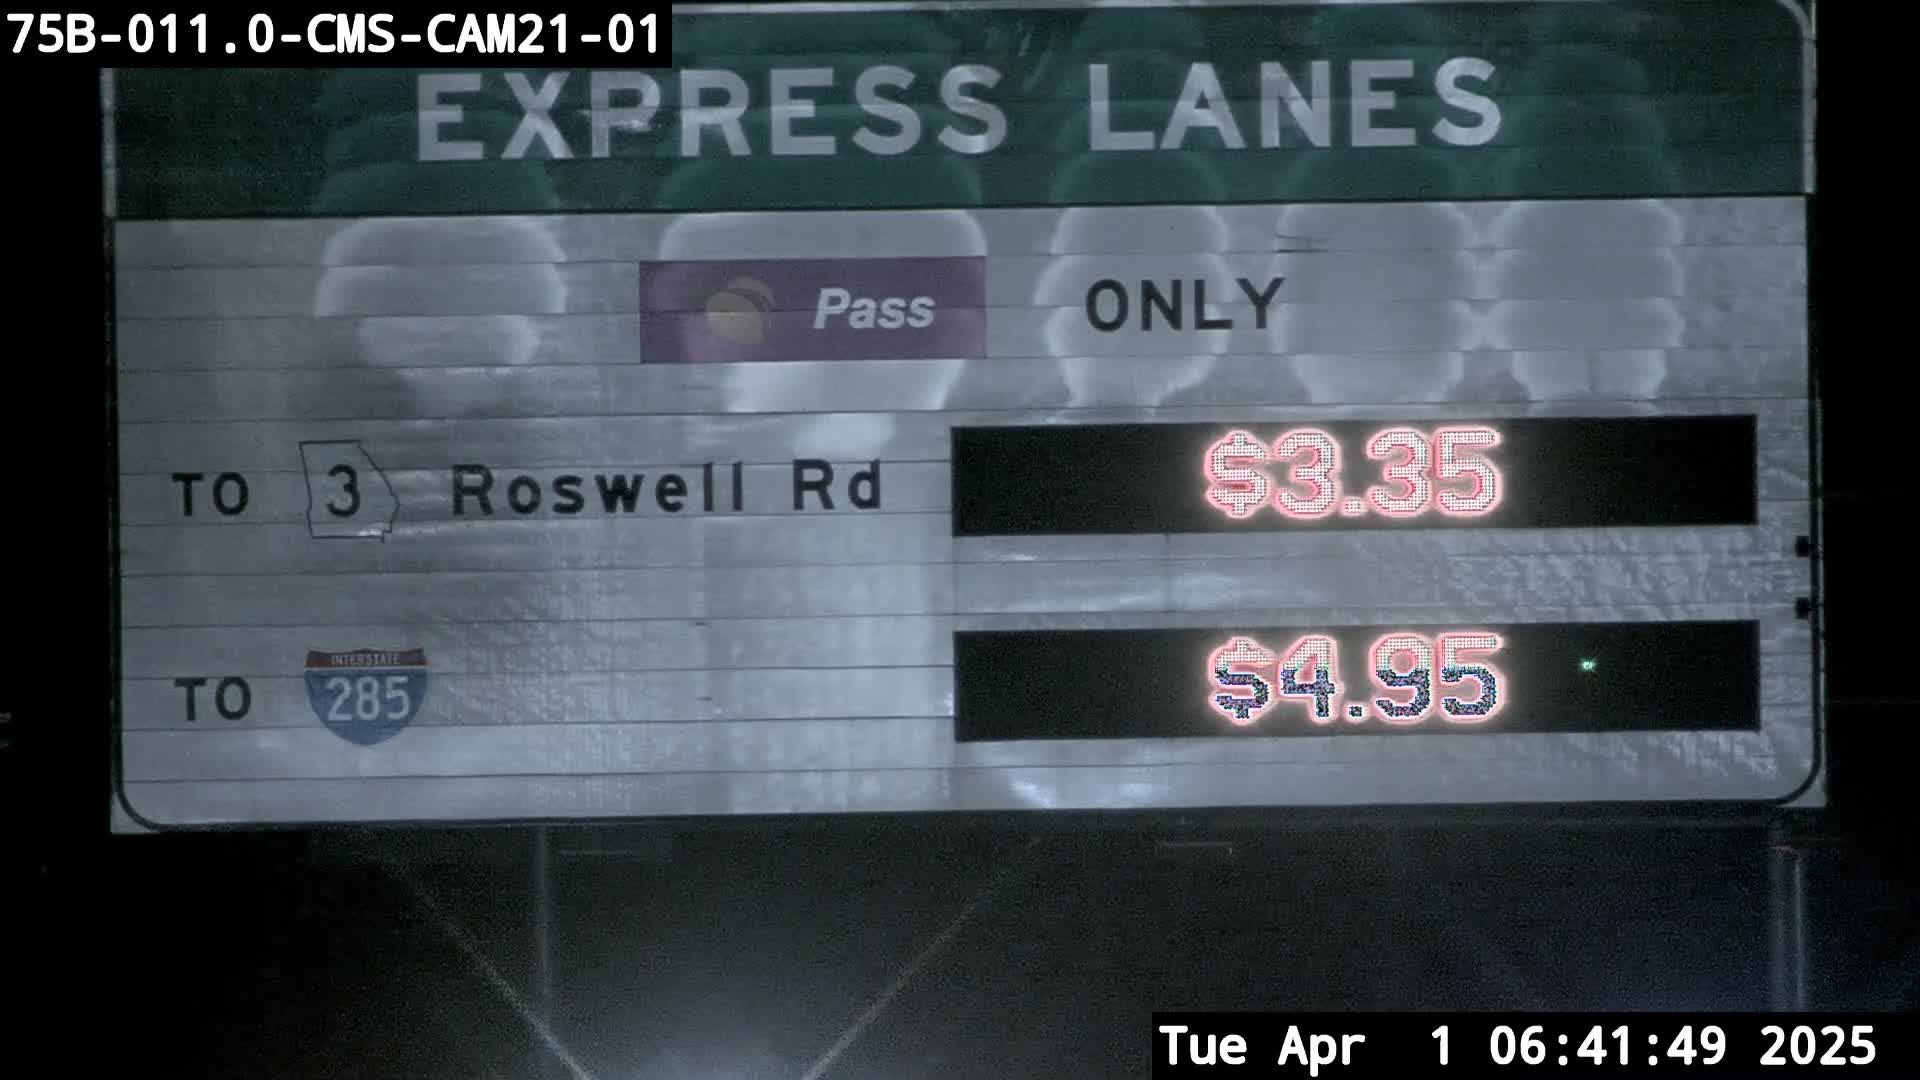 75B-011.0-CMS-CAM21-01
EXPRESS LANES
Pass ONLY
TO 3 Roswell Rd $3.35
INTERSTATE
TO 285 $4.95
Tue Apr 1 06:41:49 2025